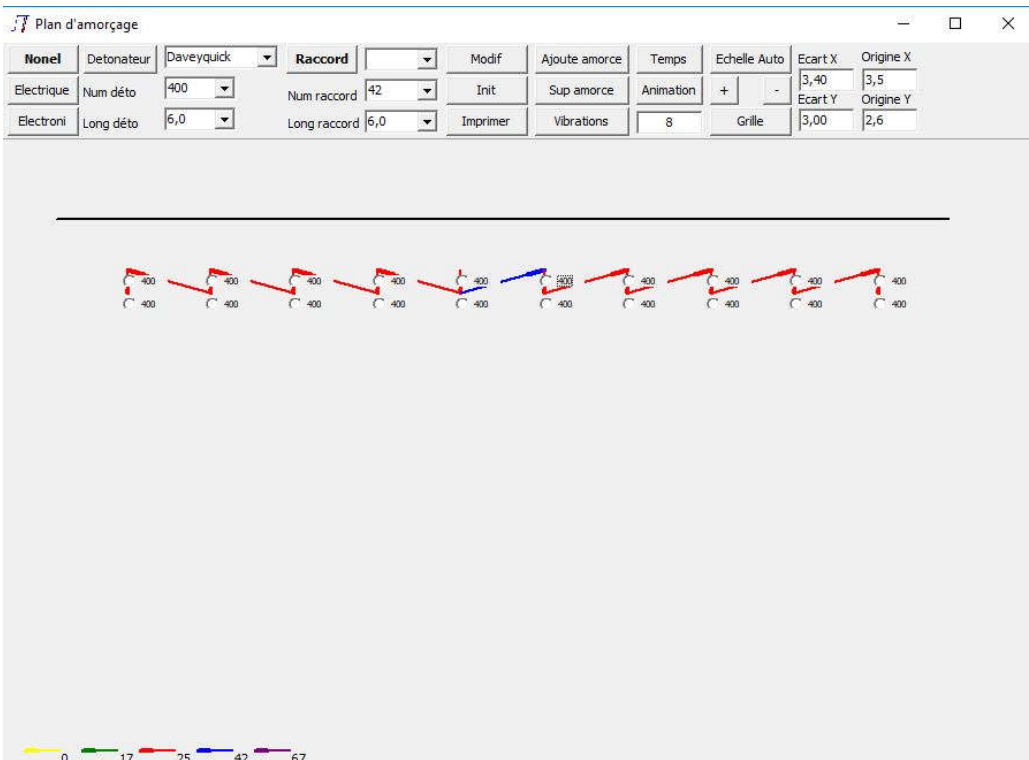 Plan d'amorçage
Nonel Detonateur Daveyquick Raccord Modif Ajoute amorce Temps Echelle Auto Ecart X Origine X
Electrique Num déto 400 Num raccord 42 Init Sup amorce Animation + - 3,40 3,5
Ecart Y Origine Y
Electroni Long déto 6,0 Long raccord 6,0 Imprimer Vibrations 8 Grille 3,00 2,6
400 400 400 400 400 400 400 400 400 400
400 400 400 400 400 400 400 400 400 400
0 17 25 42 67